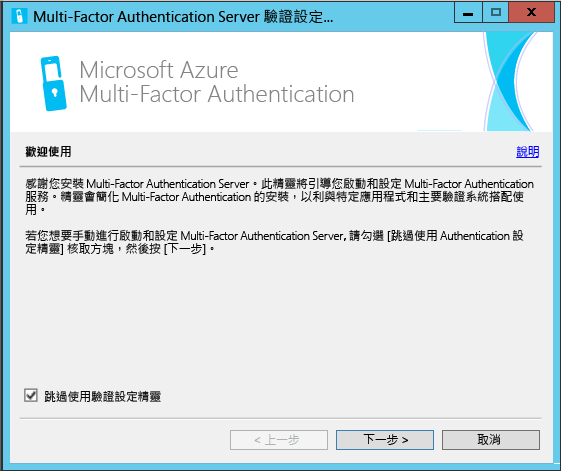 Multi-Factor Authentication Server 驗證設定...
Microsoft Azure
Multi-Factor Authentication
歡迎使用
說明
感謝您安裝 Multi-Factor Authentication Server。此精靈將引導您啟動和設定 Multi-Factor Authentication
服務。精靈會簡化 Multi-Factor Authentication 的安裝，以利與特定應用程式和主要驗證系統搭配使
用。
若您想要手動進行啟動和設定 Multi-Factor Authentication Server, 請勾選 [跳過使用 Authentication 設
定精靈] 核取方塊，然後按 [下一步]。
跳過使用驗證設定精靈
< 上一步
下一步 >
取消